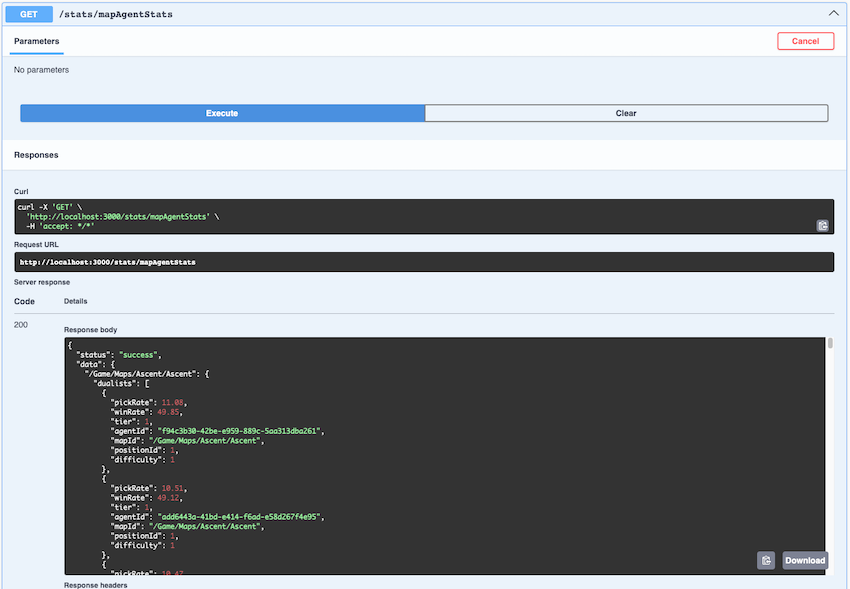 GET /stats/mapAgentStats
Parameters
Cancel
No parameters
Execute
Clear
Responses
Curl
curl -X 'GET' \
  'http://localhost:3000/stats/mapAgentStats' \
  -H 'accept: */*'
Request URL
http://localhost:3000/stats/mapAgentStats
Server response
Code Details
200
Response body
{
  "status": "success",
  "data": {
    "/Game/Maps/Ascent/Ascent": {
      "dualists": [
        {
          "pickRate": 11.08,
          "winRate": 49.85,
          "tier": 1,
          "agentId": "f94c3b30-42be-e959-889c-5aa313dba261",
          "mapId": "/Game/Maps/Ascent/Ascent",
          "positionId": 1,
          "difficulty": 1
        },
        {
          "pickRate": 10.51,
          "winRate": 49.12,
          "tier": 1,
          "agentId": "add6443a-41bd-e414-f6ad-e58d267f4e95",
          "mapId": "/Game/Maps/Ascent/Ascent",
          "positionId": 1,
          "difficulty": 1
        },
        {
          "pickRate": 10.47
Download
Response headers